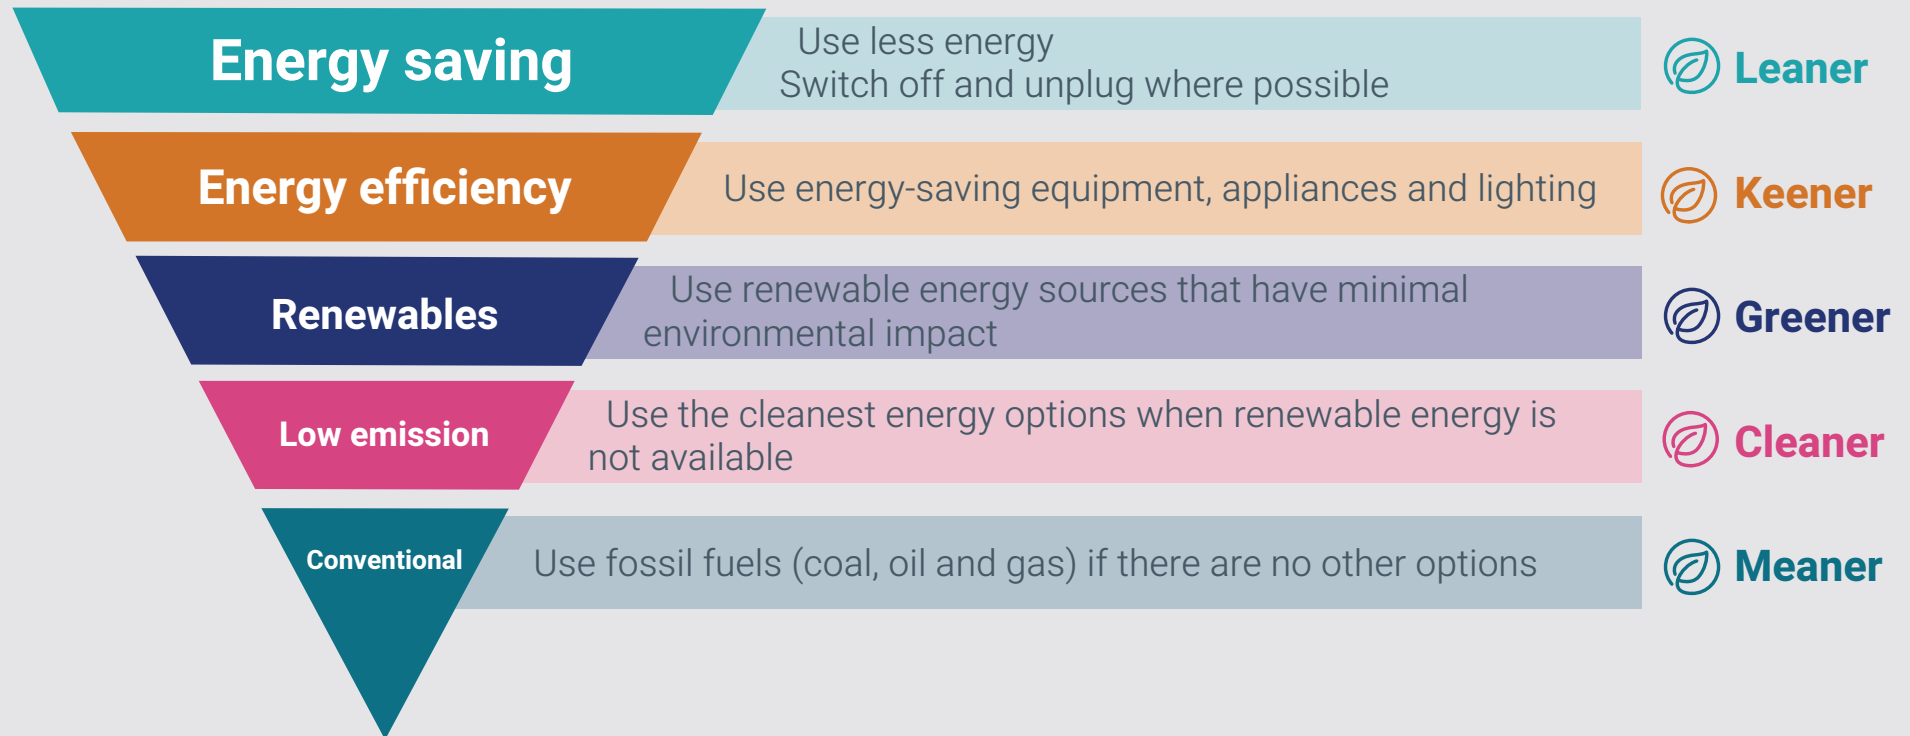 Energy saving
Use less energy
Switch off and unplug where possible
Leaner
Energy efficiency
Use energy-saving equipment, appliances and lighting
Keener
Renewables
Use renewable energy sources that have minimal
environmental impact
Greener
Low emission
Use the cleanest energy options when renewable energy is
not available
Cleaner
Conventional
Use fossil fuels (coal, oil and gas) if there are no other options
Meaner